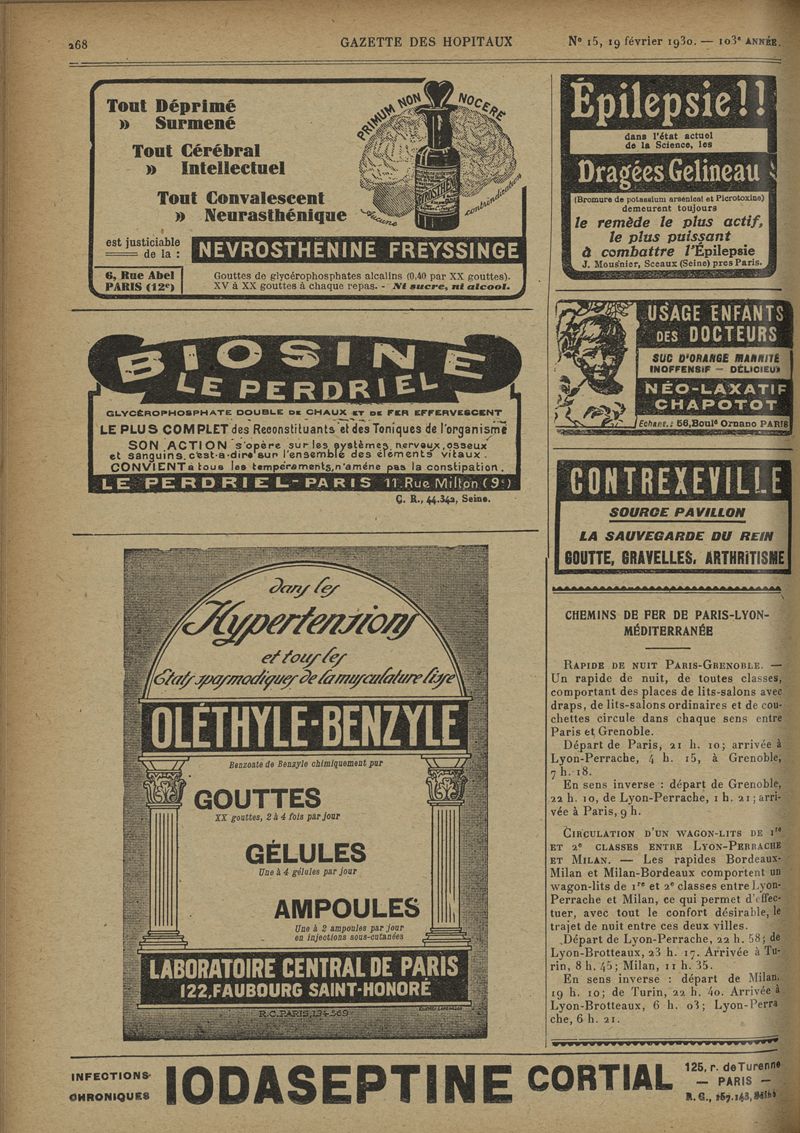 268
GAZETTE DES HOPITAUX
N° 15, 19 février 1930. — 103e ANNÉE.
Tout Déprimé
» Surmené
Tout Cérébral
» Intellectuel
Tout Convalescent
» Neurasthénique
PRIMUM NON NOCERE
NEVROSTHÉNINE
Aucune contrindication
est justiciable
de la :
NEVROSTHÉNINE FREYSSINGE
6, Rue Abel
PARIS (12e)
Gouttes de glycérophosphates alcalins (0,40 par XX gouttes).
XV à XX gouttes à chaque repas. - Ni sucre, ni alcool.
BIOSINE
LE PERDRIEL
GLYCÉROPHOSPHATE DOUBLE DE CHAUX ET DE FER EFFERVESCENT
LE PLUS COMPLET des Reconstituants et des Toniques de l'organisme
SON ACTION s'opère sur les systèmes, nerveux, osseux
et sanguins, c'est-a-dire sur l'ensemble des éléments vitaux.
CONVIENT a tous les tempéraments, n'améne pas la constipation.
LE PERDRIEL-PARIS 11. Rue Milton (9e)
C. R., 44.342, Seine.
dans les
Hypertensions
et tous les
États spasmodiques de la musculature lisse
OLÉTHYLE-BENZYLE
Benzoate de Benzyle chimiquement pur
GOUTTES
XX gouttes, 2 à 4 fois par jour
GÉLULES
Une à 4 gélules par jour
AMPOULES
Une à 2 ampoules par jour
en injections sous-cutanées
LABORATOIRE CENTRAL DE PARIS
122, FAUBOURG SAINT-HONORÉ
R.C. PARIS, 134-569
Épilepsie!!
dans l'état actuel
de la Science, les
Dragées Gelineau
(Bromure de potassium arsénical et Picrotoxine)
demeurent toujours
le remède le plus actif,
le plus puissant
à combattre l'Épilepsie
J. Mousnier, Sceaux (Seine) près Paris.
USAGE ENFANTS
DES DOCTEURS
SUC D'ORANGE MANNITÉ
INOFFENSIF — DÉLICIEUX
NÉO-LAXATIF
CHAPOTOT
Echant.: 56, Boul. Ornano PARIS
CONTREXEVILLE
SOURCE PAVILLON
LA SAUVEGARDE DU REIN
GOUTTE, GRAVELLES, ARTHRITISME
CHEMINS DE FER DE PARIS-LYON-
MÉDITERRANÉE
RAPIDE DE NUIT PARIS-GRENOBLE. —
Un rapide de nuit, de toutes classes,
comportant des places de lits-salons avec
draps, de lits-salons ordinaires et de cou-
chettes circule dans chaque sens entre
Paris et Grenoble.
Départ de Paris, 21 h. 10; arrivée à
Lyon-Perrache, 4 h. 15, à Grenoble,
7 h. 18.
En sens inverse : départ de Grenoble,
22 h. 10, de Lyon-Perrache, 1 h. 21; arri-
vée à Paris, 9 h.
CIRCULATION D'UN WAGON-LITS DE 1re
ET 2e CLASSES ENTRE LYON-PERRACHE
ET MILAN. — Les rapides Bordeaux-
Milan et Milan-Bordeaux comportent un
wagon-lits de 1re et 2e classes entre Lyon-
Perrache et Milan, ce qui permet d'effec-
tuer, avec tout le confort désirable, le
trajet de nuit entre ces deux villes.
Départ de Lyon-Perrache, 22 h. 58; de
Lyon-Brotteaux, 23 h. 17. Arrivée à Tu-
rin, 8 h. 45; Milan, 11 h. 35.
En sens inverse : départ de Milan,
19 h. 10; de Turin, 22 h. 40. Arrivée à
Lyon-Brotteaux, 6 h. 03; Lyon-Perra
che, 6 h. 21.
INFECTIONS
CHRONIQUES
IODASEPTINE CORTIAL
125, r. de Turenne
— PARIS —
R. C., 157.143, Seine